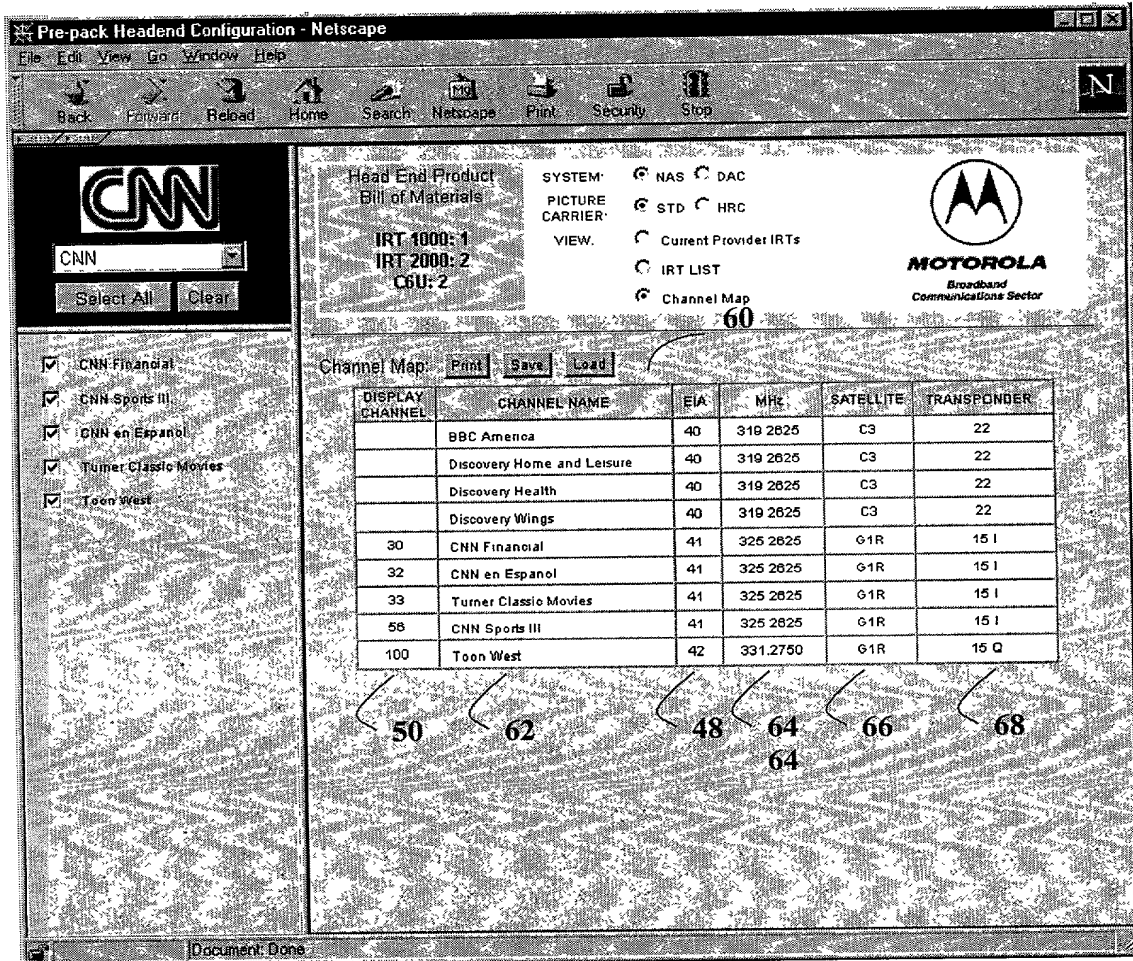 Pre-pack Headend Configuration - Netscape
File Edit View Go Window Help
Back Forward Reload Home Search Netscape Print Security Stop
N
CNN
CNN
Select All Clear
CNN Financial
CNN Sports III
CNN en Espanol
Turner Classic Movies
Toon West
Head End Product
Bill of Materials
IRT 1000: 1
IRT 2000: 2
C6U: 2
SYSTEM: NAS DAC
PICTURE CARRIER: STD HRC
VIEW. Current Provider IRTs
IRT LIST
Channel Map
MOTOROLA
Broadband
Communications Sector
60
Channel Map: Print Save Load
DISPLAY CHANNEL CHANNEL NAME EIA MHz SATELLITE TRANSPONDER
BBC America 40 319 2625 C3 22
Discovery Home and Leisure 40 319 2625 C3 22
Discovery Health 40 319 2625 C3 22
Discovery Wings 40 319 2625 C3 22
30 CNN Financial 41 325 2625 G1R 15 I
32 CNN en Espanol 41 325 2625 G1R 15 I
33 Turner Classic Movies 41 325 2625 G1R 15 I
56 CNN Sports III 41 325 2625 G1R 15 I
100 Toon West 42 331.2750 G1R 15 Q
50 62 48 64 66 68
64
Document: Done